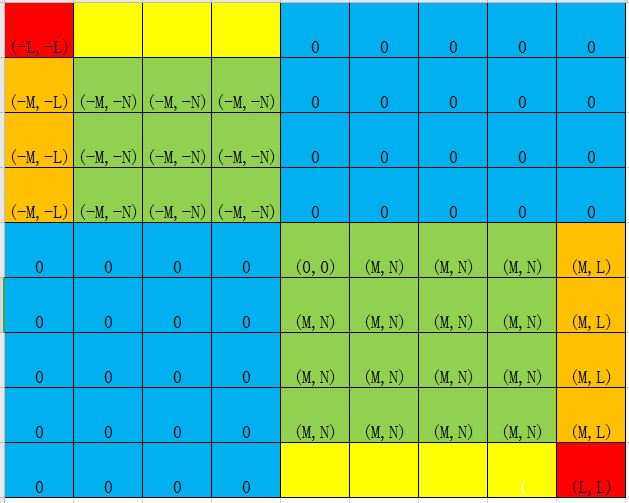 (-L, -L) 0 0 0 0 0
(-M, -L) (-M, -N) (-M, -N) (-M, -N) 0 0 0 0 0
(-M, -L) (-M, -N) (-M, -N) (-M, -N) 0 0 0 0 0
(-M, -L) (-M, -N) (-M, -N) (-M, -N) 0 0 0 0 0
0 0 0 0 (0, 0) (M, N) (M, N) (M, N) (M, L)
0 0 0 0 (M, N) (M, N) (M, N) (M, N) (M, L)
0 0 0 0 (M, N) (M, N) (M, N) (M, N) (M, L)
0 0 0 0 (M, N) (M, N) (M, N) (M, N) (M, L)
0 0 0 0 ( (L, L)